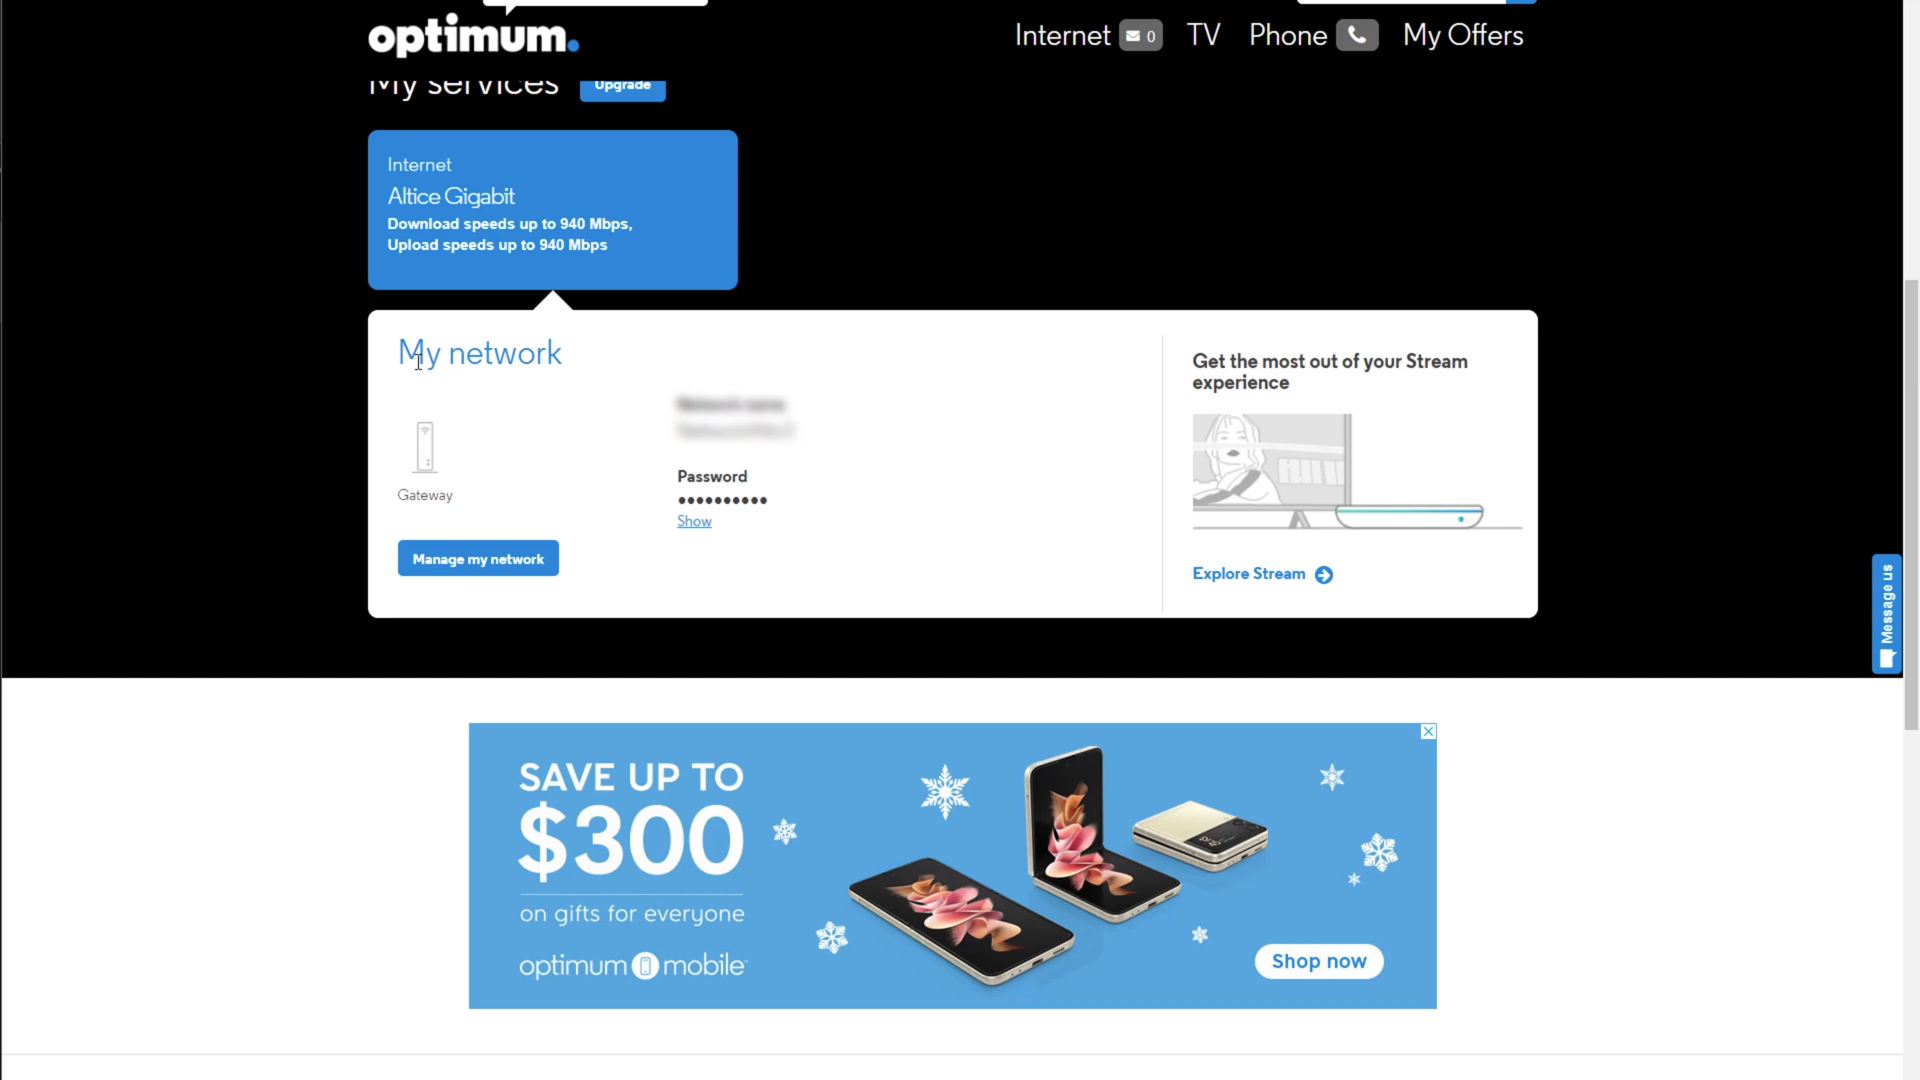 optimum.
Internet 0 TV Phone My Offers
My services Upgrade
Internet
Altice Gigabit
Download speeds up to 940 Mbps,
Upload speeds up to 940 Mbps
My network
Gateway
Manage my network
Password
••••••••••
Show
Get the most out of your Stream
experience
Explore Stream
Message us
SAVE UP TO
$300
on gifts for everyone
optimum mobile
Shop now